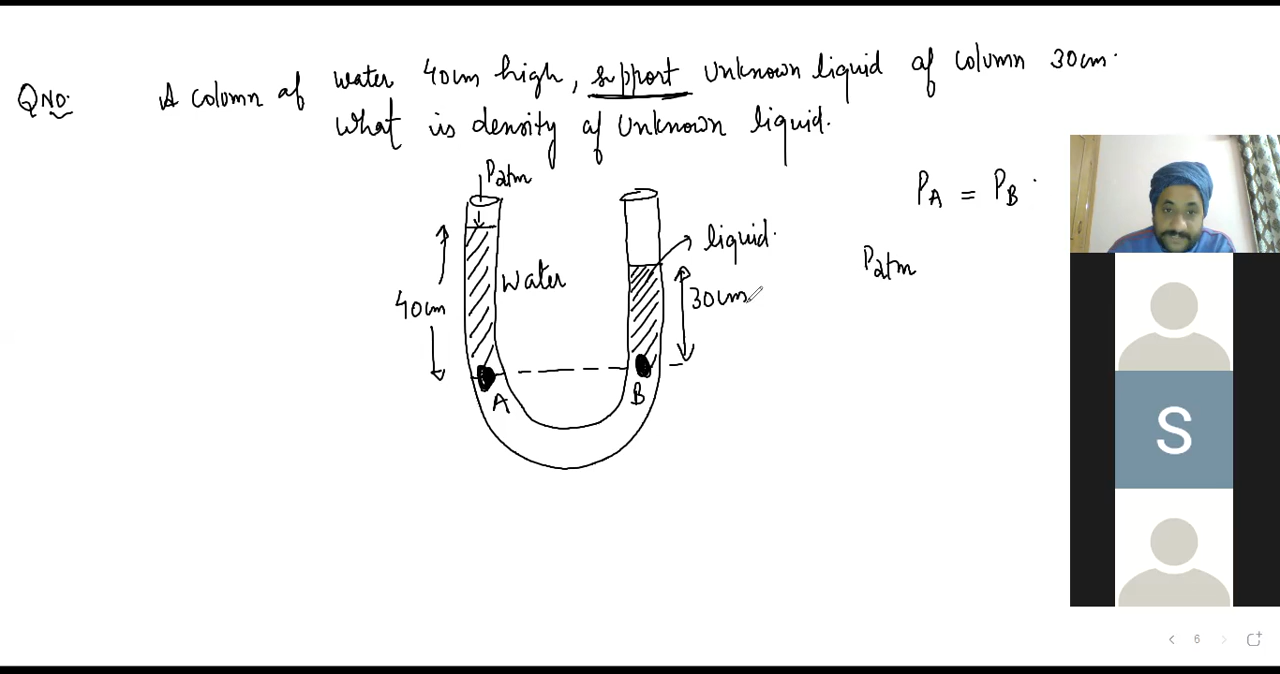 QNO. A column of water 40cm high, support unknown liquid of column 30cm.
What is density of unknown liquid.
Patm
PA = PB
liquid.
Patm
Water
40cm
30cm
A
B
S
6